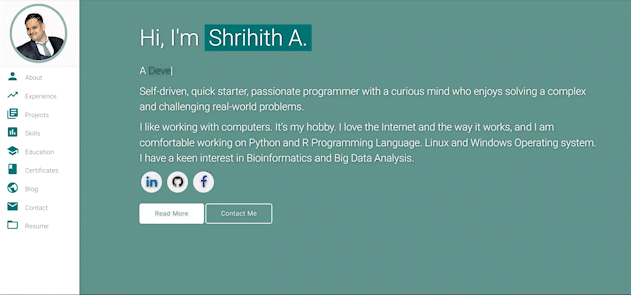 Hi, I'm Shrihith A.
A Deve|
Self-driven, quick starter, passionate programmer with a curious mind who enjoys solving a complex
and challenging real-world problems.
I like working with computers. It's my hobby. I love the Internet and the way it works, and I am
comfortable working on Python and R Programming Language. Linux and Windows Operating system.
I have a keen interest in Bioinformatics and Big Data Analysis.
in f
Read More Contact Me
About
Experience
Projects
Skills
Education
Certificates
Blog
Contact
Resume